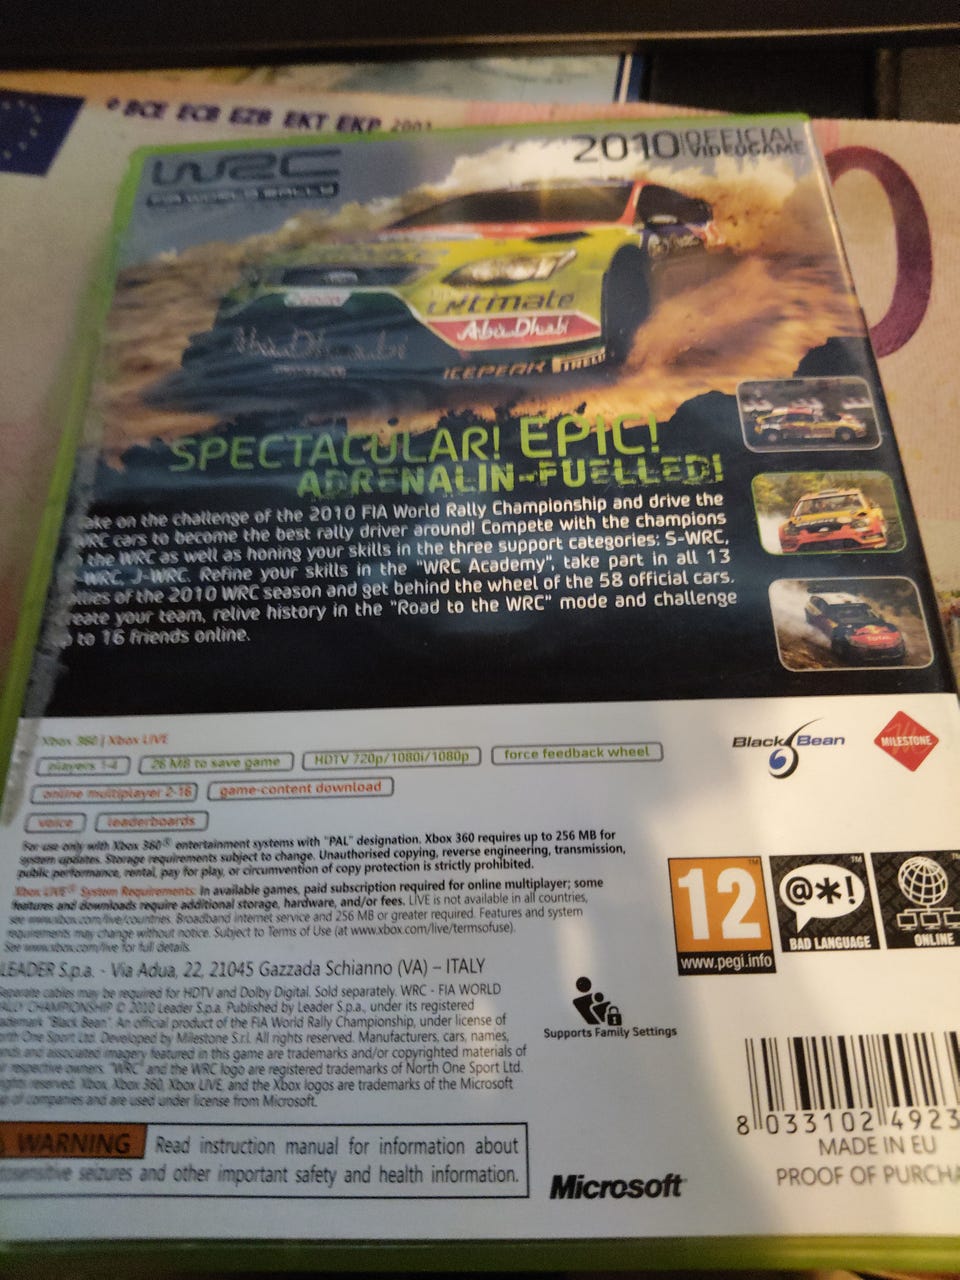 © BCE ECB EZB EKT EKP 2002
WRC
FIA WORLD RALLY
2010 OFFICIAL
VIDEOGAME
Ultimate
Abu Dhabi
Abu Dhabi
ICEPEAK PIRELLI
SPECTACULAR! EPIC!
ADRENALIN-FUELLED!
ake on the challenge of the 2010 FIA World Rally Championship and drive the
WRC cars to become the best rally driver around! Compete with the champions
the WRC as well as honing your skills in the three support categories: S-WRC,
-WRC, J-WRC. Refine your skills in the "WRC Academy", take part in all 13
llies of the 2010 WRC season and get behind the wheel of the 58 official cars.
reate your team, relive history in the "Road to the WRC" mode and challenge
p to 16 friends online.
Xbox 360 | Xbox LIVE
players 1-4 26 MB to save game HDTV 720p/1080i/1080p force feedback wheel
online multiplayer 2-16 game-content download
voice leaderboards
Black Bean
MILESTONE
For use only with Xbox 360® entertainment systems with "PAL" designation. Xbox 360 requires up to 256 MB for
system updates. Storage requirements subject to change. Unauthorised copying, reverse engineering, transmission,
public performance, rental, pay for play, or circumvention of copy protection is strictly prohibited.
Xbox LIVE® System Requirements: In available games, paid subscription required for online multiplayer; some
features and downloads require additional storage, hardware, and/or fees. LIVE is not available in all countries,
see www.xbox.com/live/countries. Broadband internet service and 256 MB or greater required. Features and system
requirements may change without notice. Subject to Terms of Use (at www.xbox.com/live/termsofuse).
See www.xbox.com/live for full details.
LEADER S.p.a. - Via Adua, 22, 21045 Gazzada Schianno (VA) – ITALY
Separate cables may be required for HDTV and Dolby Digital. Sold separately. WRC - FIA WORLD
ALLY CHAMPIONSHIP © 2010 Leader S.p.a. Published by Leader S.p.a., under its registered
ademark "Black Bean". An official product of the FIA World Rally Championship, under license of
orth One Sport Ltd. Developed by Milestone S.r.l. All rights reserved. Manufacturers, cars, names,
nds and associated imagery featured in this game are trademarks and/or copyrighted materials of
r respective owners. "WRC" and the WRC logo are registered trademarks of North One Sport Ltd.
ghts reserved. Xbox, Xbox 360, Xbox LIVE, and the Xbox logos are trademarks of the Microsoft
p of companies and are used under license from Microsoft.
12
www.pegi.info
@*!
BAD LANGUAGE
ONLINE
Supports Family Settings
WARNING Read instruction manual for information about
osensitive seizures and other important safety and health information.
Microsoft
8 033102 4923
MADE IN EU
PROOF OF PURCHA